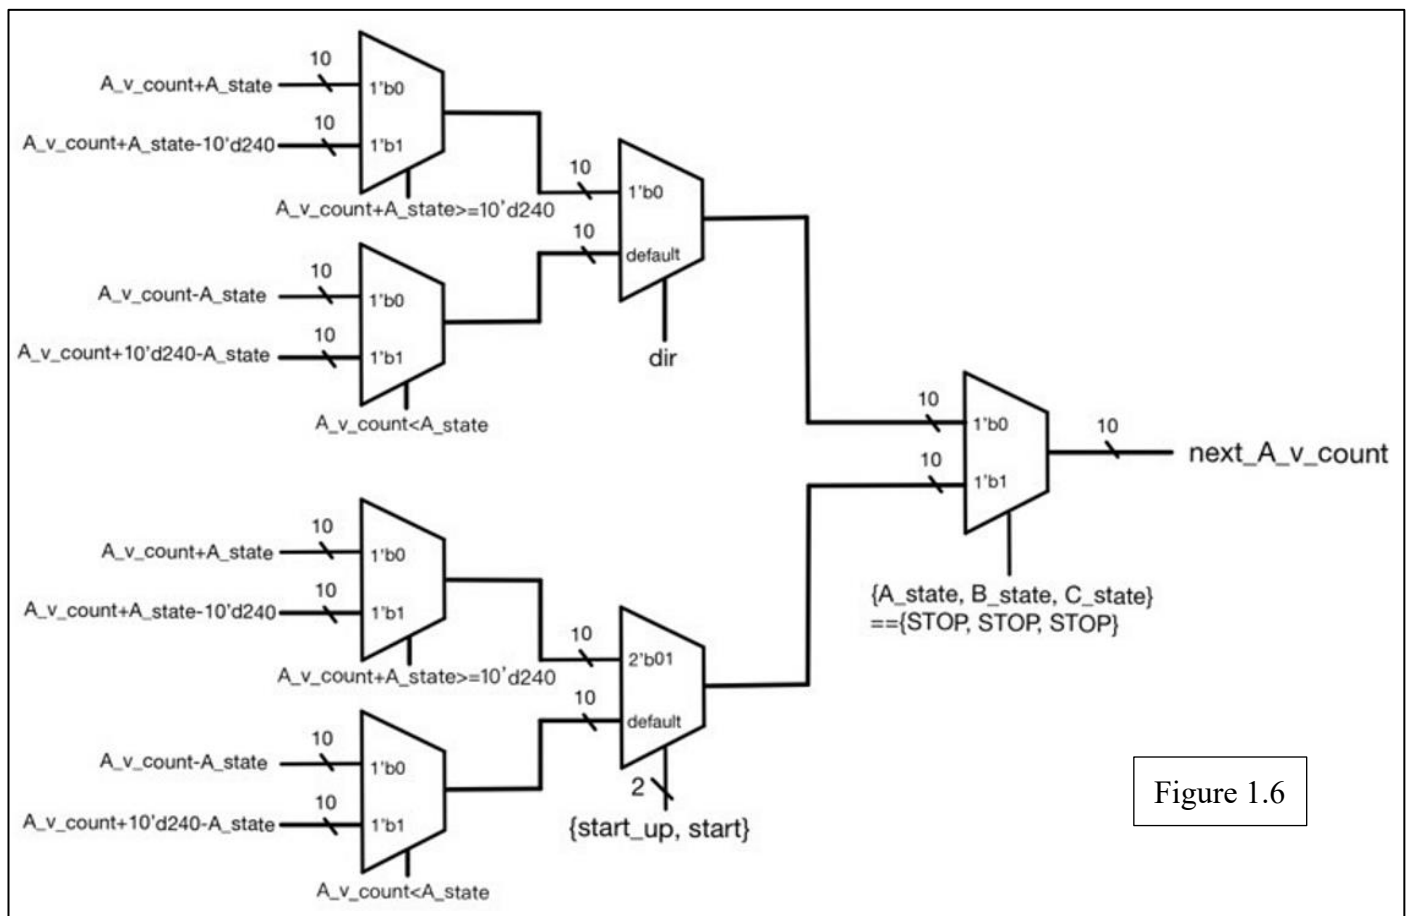 10
A_v_count+A_state
1'b0
10
A_v_count+A_state-10'd240
1'b1
A_v_count+A_state>=10'd240
10
1'b0
10
default
dir
10
A_v_count-A_state
1'b0
10
A_v_count+10'd240-A_state
1'b1
A_v_count<A_state
10
1'b0
10
1'b1
10
next_A_v_count
{A_state, B_state, C_state}
=={STOP, STOP, STOP}
10
A_v_count+A_state
1'b0
10
A_v_count+A_state-10'd240
1'b1
A_v_count+A_state>=10'd240
10
2'b01
10
default
2
{start_up, start}
10
A_v_count-A_state
1'b0
10
A_v_count+10'd240-A_state
1'b1
A_v_count<A_state
Figure 1.6